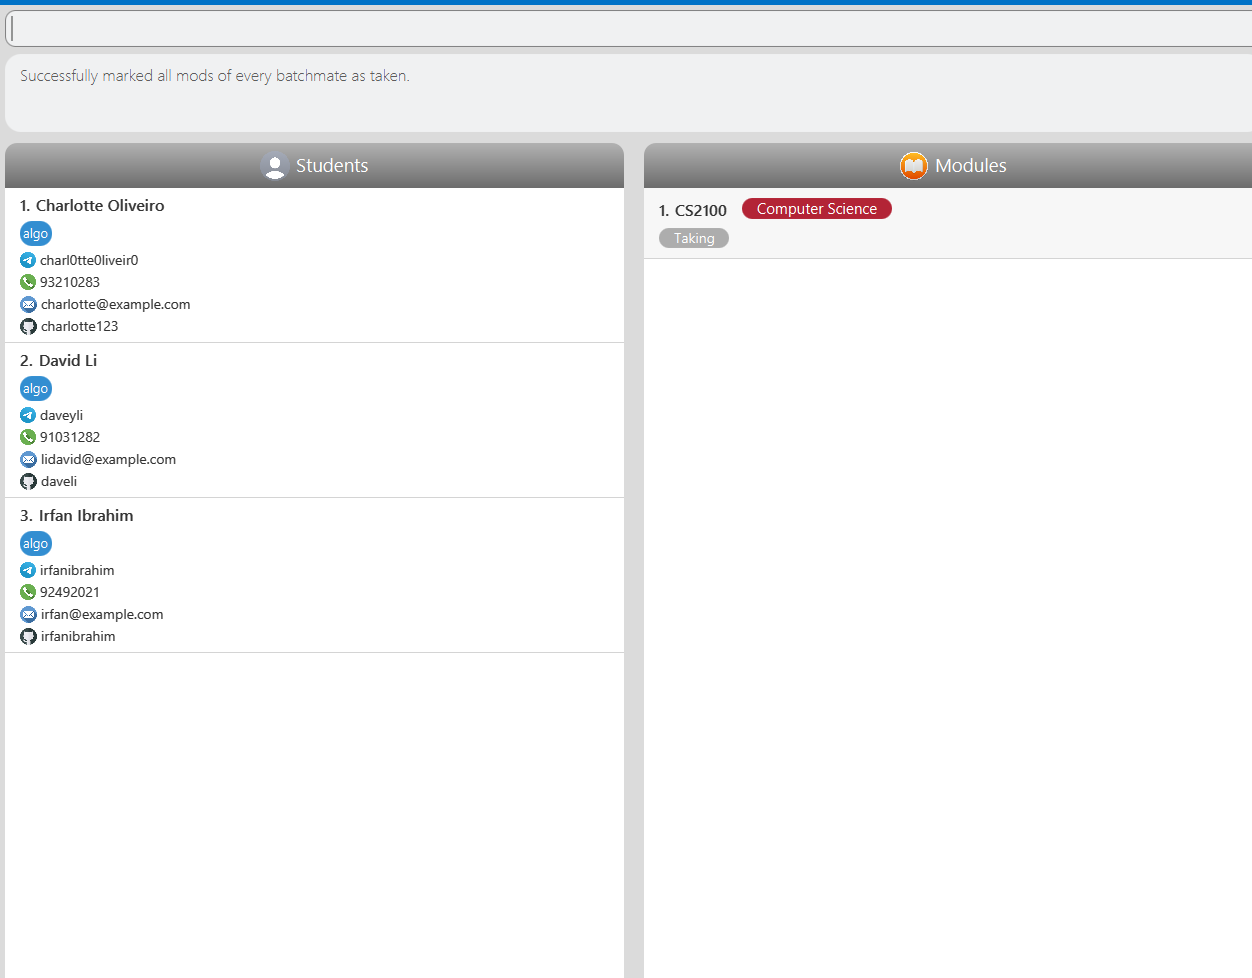 Successfully marked all mods of every batchmate as taken.
Students
1. Charlotte Oliveiro
algo
charl0tte0liveir0
93210283
charlotte@example.com
charlotte123
2. David Li
algo
daveyli
91031282
lidavid@example.com
daveli
3. Irfan Ibrahim
algo
irfanibrahim
92492021
irfan@example.com
irfanibrahim
Modules
1. CS2100 Computer Science
Taking